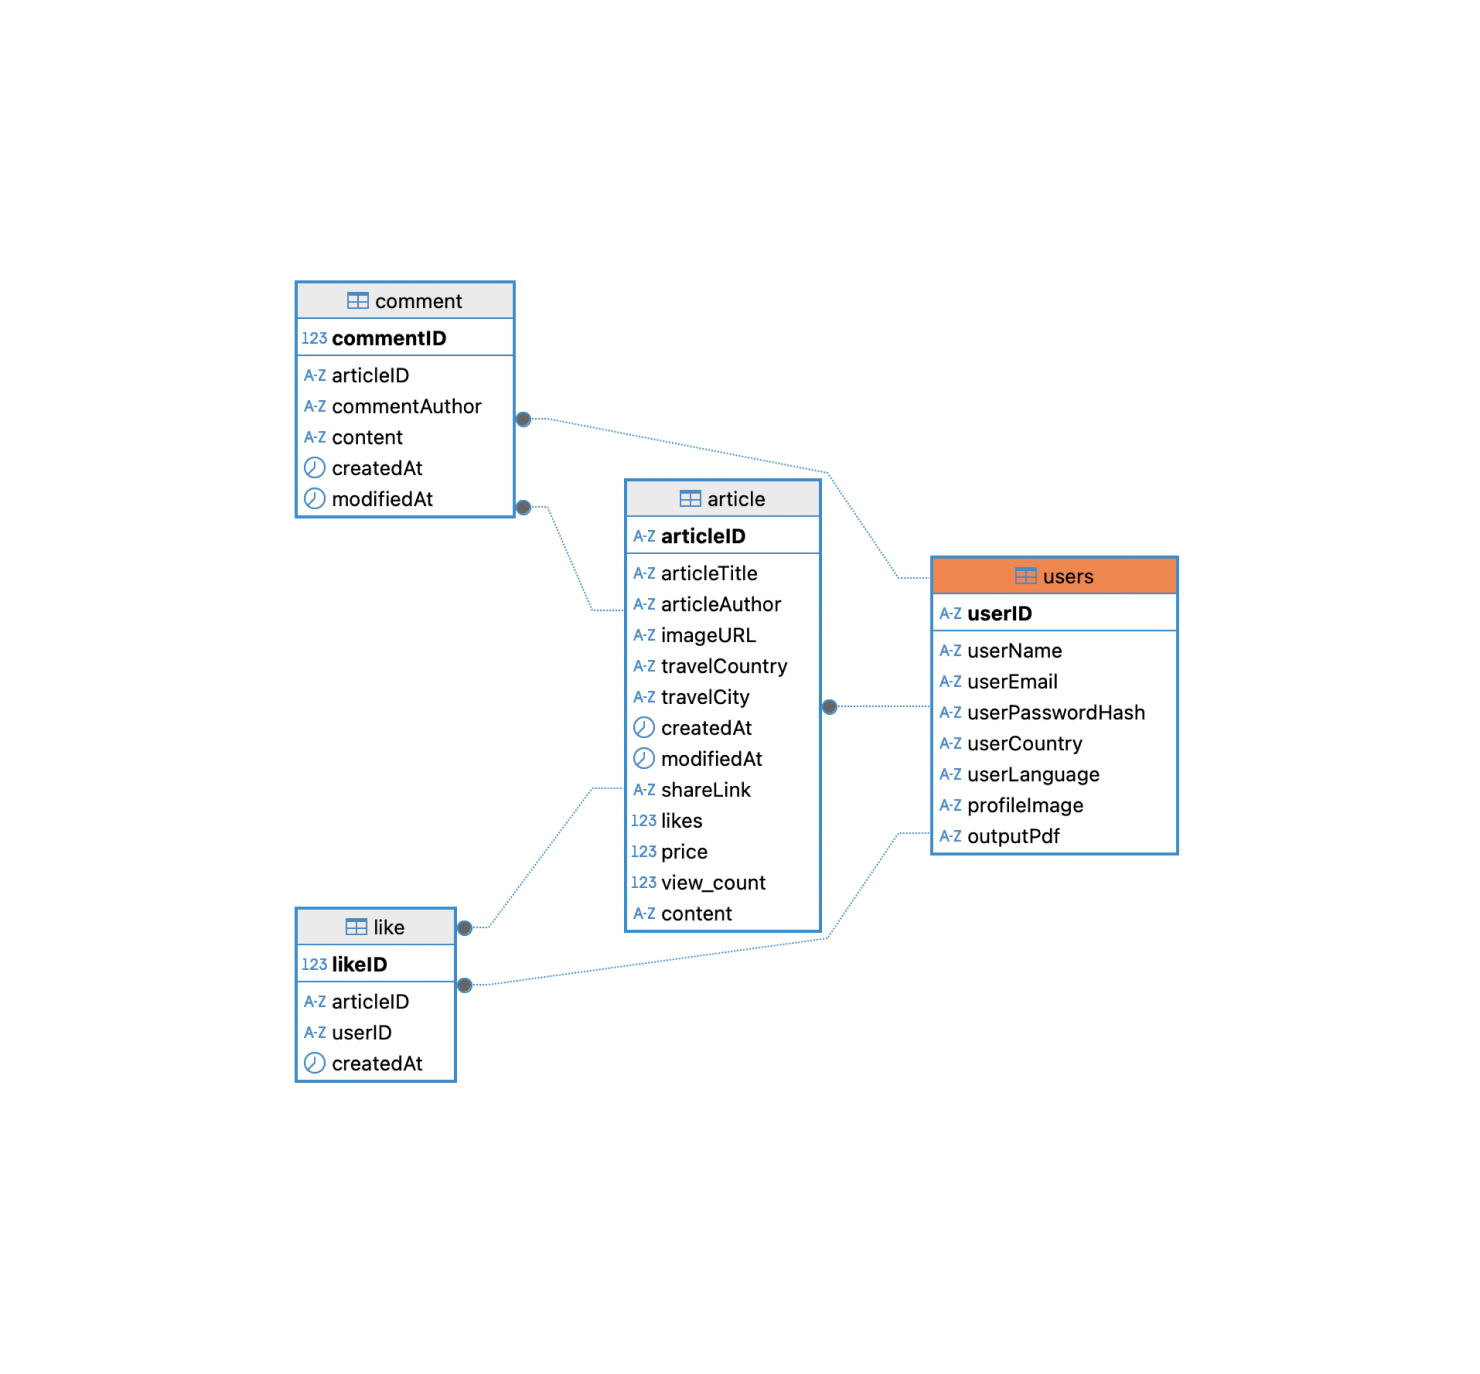 comment
123 commentID
A-Z articleID
A-Z commentAuthor
A-Z content
createdAt
modifiedAt
article
A-Z articleID
A-Z articleTitle
A-Z articleAuthor
A-Z imageURL
A-Z travelCountry
A-Z travelCity
createdAt
modifiedAt
A-Z shareLink
123 likes
123 price
123 view_count
A-Z content
users
A-Z userID
A-Z userName
A-Z userEmail
A-Z userPasswordHash
A-Z userCountry
A-Z userLanguage
A-Z profileImage
A-Z outputPdf
like
123 likeID
A-Z articleID
A-Z userID
createdAt